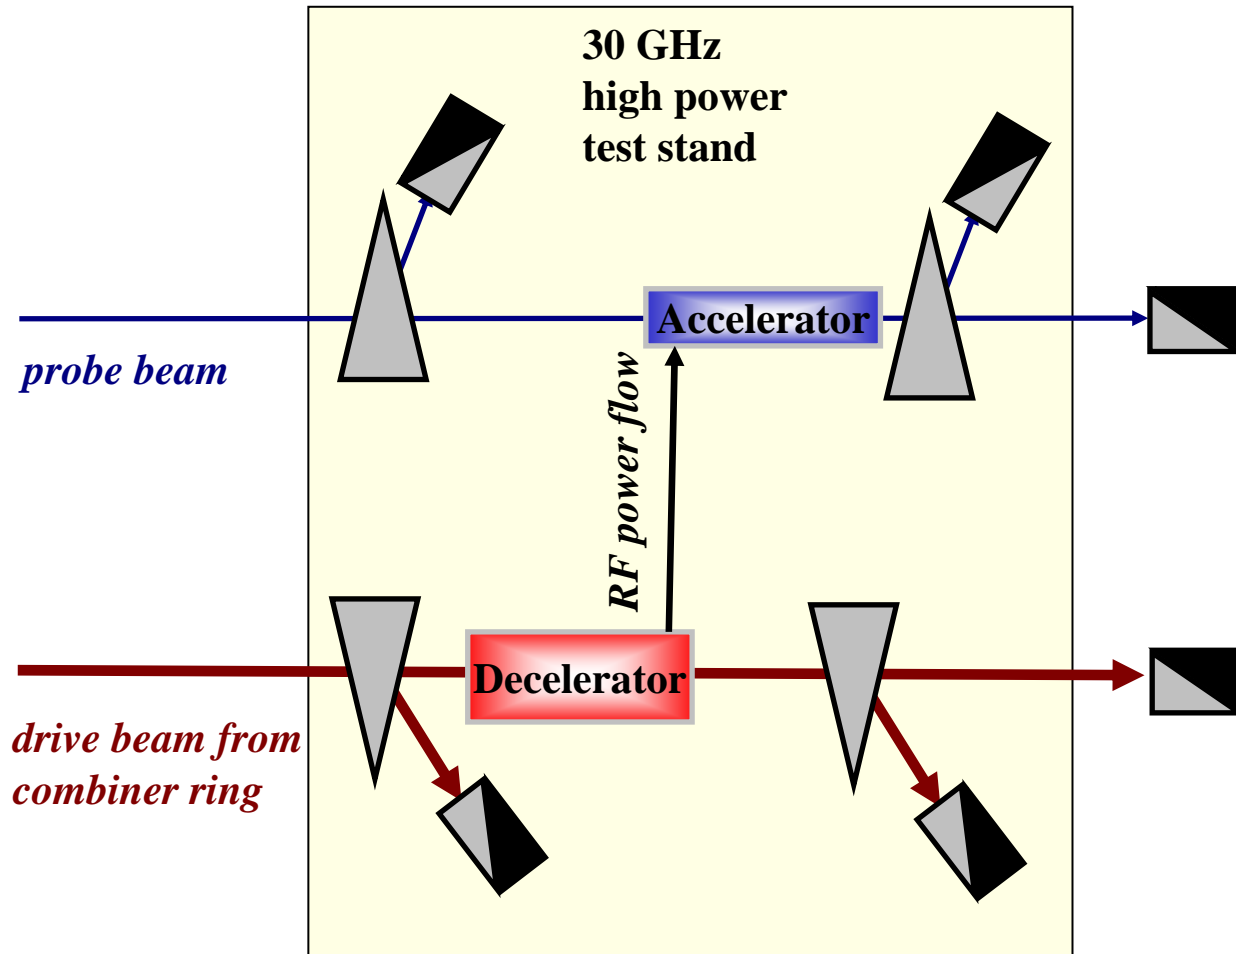 30 GHz
high power
test stand
Accelerator
probe beam
RF power flow
Decelerator
drive beam from
combiner ring